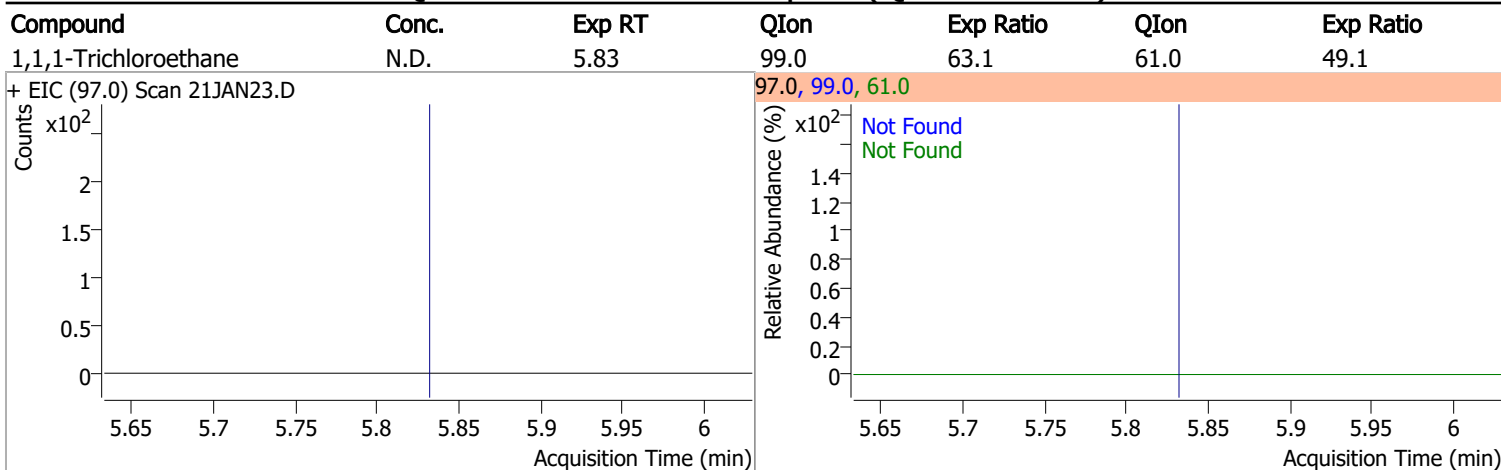 Compound Conc. Exp RT QIon Exp Ratio QIon Exp Ratio
1,1,1-Trichloroethane N.D. 5.83 99.0 63.1 61.0 49.1
+ EIC (97.0) Scan 21JAN23.D
Counts
x10²
2
1.5
1
0.5
0
5.65 5.7 5.75 5.8 5.85 5.9 5.95 6
Acquisition Time (min)
97.0, 99.0, 61.0
Relative Abundance (%)
x10²
Not Found
Not Found
1.4
1.2
1
0.8
0.6
0.4
0.2
0
5.65 5.7 5.75 5.8 5.85 5.9 5.95 6
Acquisition Time (min)